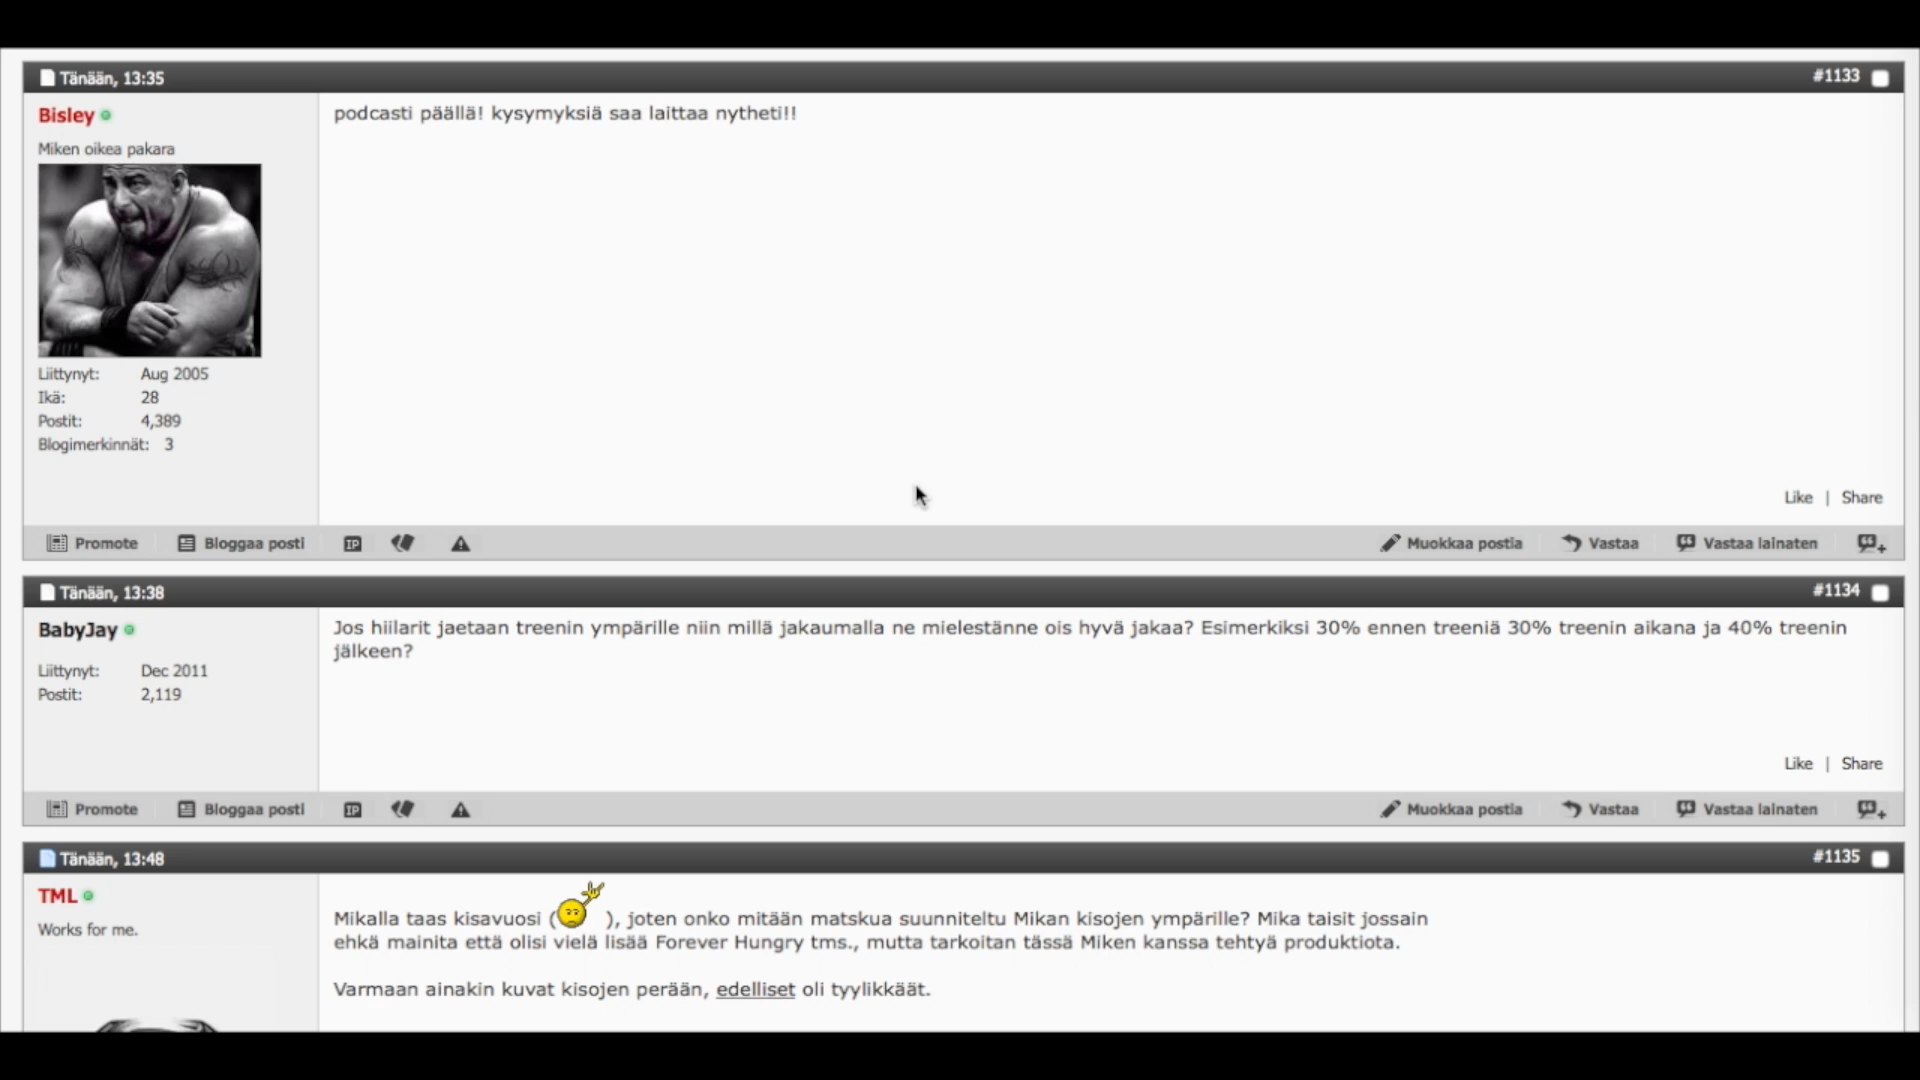 Tänään, 13:35 #1133
Bisley
Miken oikea pakara
podcasti päällä! kysymyksiä saa laittaa nytheti!!
Liittynyt: Aug 2005
Ikä: 28
Postit: 4,389
Blogimerkinnät: 3
Like | Share
Promote Bloggaa posti IP Muokkaa postia Vastaa Vastaa lainaten
Tänään, 13:38 #1134
BabyJay
Liittynyt: Dec 2011
Postit: 2,119
Jos hiilarit jaetaan treenin ympärille niin millä jakaumalla ne mielestänne ois hyvä jakaa? Esimerkiksi 30% ennen treeniä 30% treenin aikana ja 40% treenin
jälkeen?
Like | Share
Promote Bloggaa posti IP Muokkaa postia Vastaa Vastaa lainaten
Tänään, 13:48 #1135
TML
Works for me.
Mikalla taas kisavuosi ( ), joten onko mitään matskua suunniteltu Mikan kisojen ympärille? Mika taisit jossain
ehkä mainita että olisi vielä lisää Forever Hungry tms., mutta tarkoitan tässä Miken kanssa tehtyä produktiota.
Varmaan ainakin kuvat kisojen perään, edelliset oli tyylikkäät.